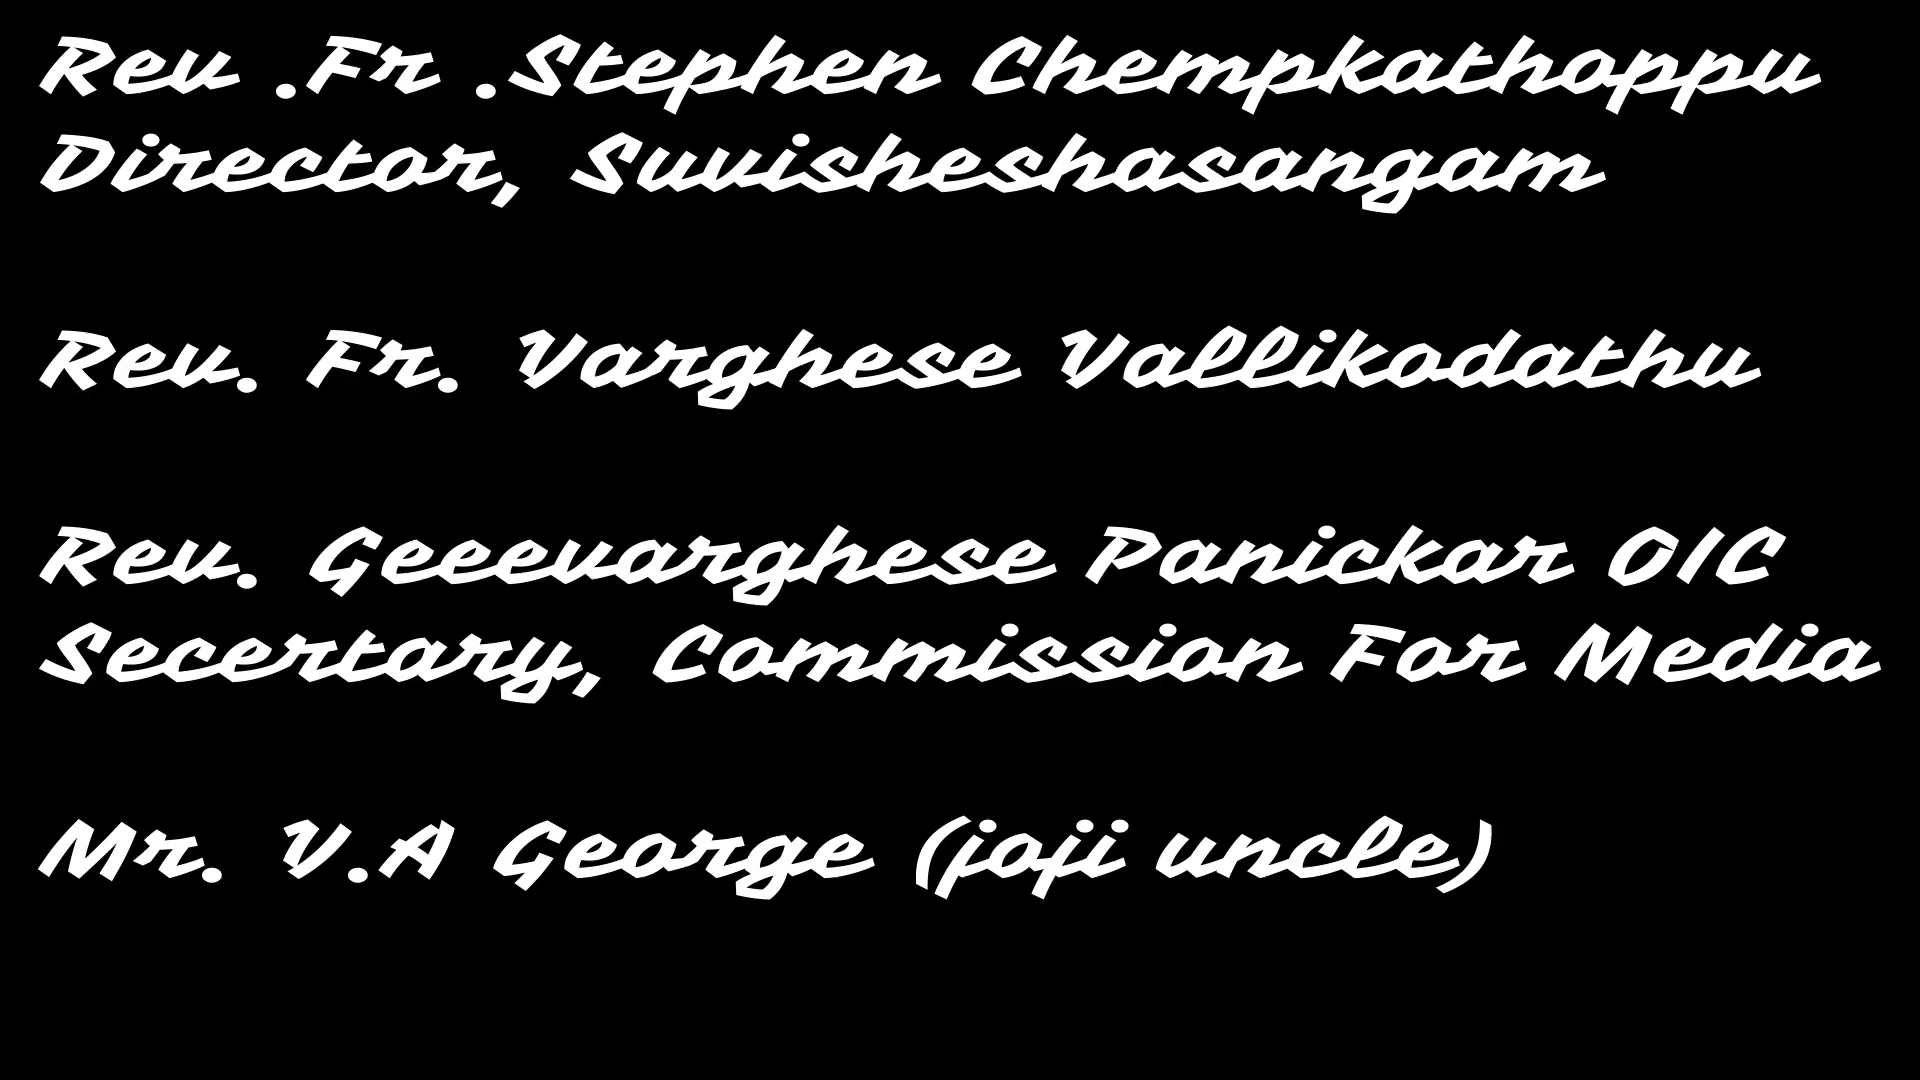 Rev .Fr .Stephen Chempkathoppu
Director, Suvisheshasangam
Rev. Fr. Varghese Vallikodathu
Rev. Geeevarghese Panickar OIC
Secertary, Commission For Media
Mr. V.A George (joji uncle)